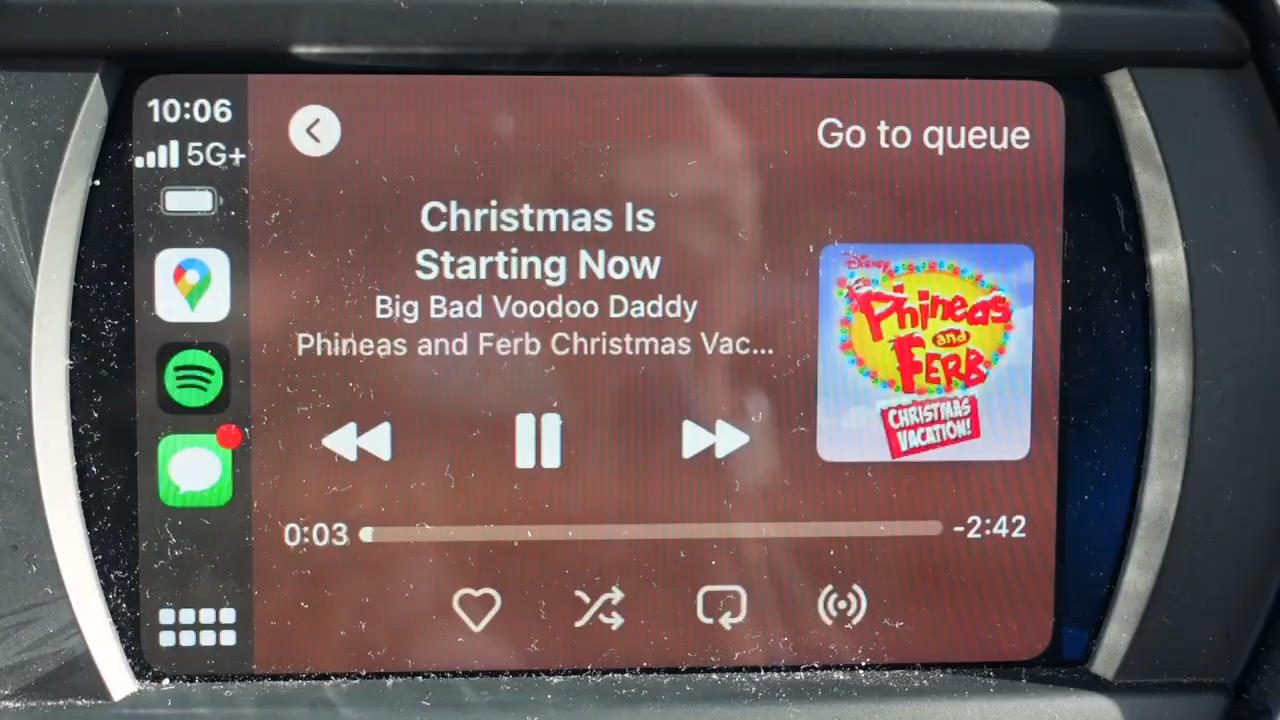 10:06
5G+
Go to queue
Christmas Is
Starting Now
Big Bad Voodoo Daddy
Phineas and Ferb Christmas Vac...
DISNEY
Phineas
and
FERB
CHRISTMAS
VACATION!
0:03
-2:42